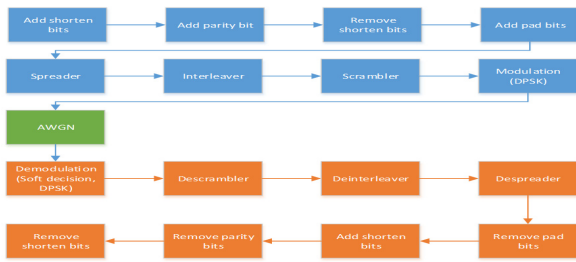 Add shorten
bits
Add parity bit
Remove
shorten bits
Add pad bits
Spreader
Interleaver
Scrambler
Modulation
(DPSK)
AWGN
Demodulation
(Soft decision,
DPSK)
Descrambler
Deinterleaver
Despreader
Remove
shorten bits
Remove parity
bits
Add shorten
bits
Remove pad
bits